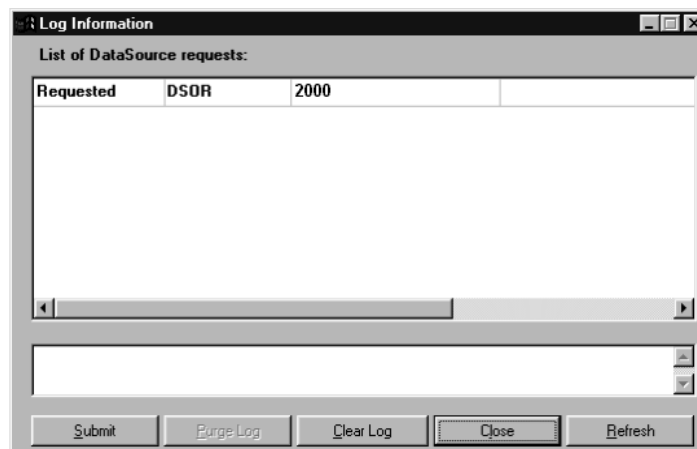 Log Information
List of DataSource requests:
Requested DSOR 2000
Submit Purge Log Clear Log Close Refresh